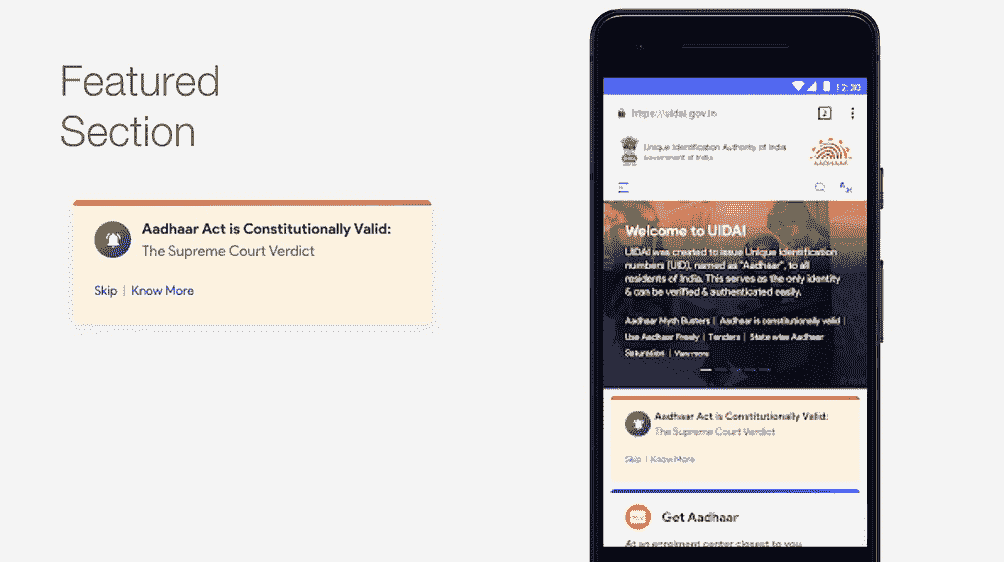 Featured
Section
Aadhaar Act is Constitutionally Valid:
The Supreme Court Verdict
Skip | Know More
12:30
https://uidai.gov.in
2
Unique Identification Authority of India
Government of India
AADHAAR
Welcome to UIDAI
UIDAI was created to issue Unique Identification
numbers (UID), named as "Aadhaar", to all
residents of India. This serves as the only identity
& can be verified & authenticated easily.
Aadhaar Myth Busters | Aadhaar is constitutionally valid |
Use Aadhaar Freely | Tenders | State wise Aadhaar
Saturation | View more
Aadhaar Act is Constitutionally Valid:
The Supreme Court Verdict
Skip | Know More
Get Aadhaar
At an enrolment center closest to you